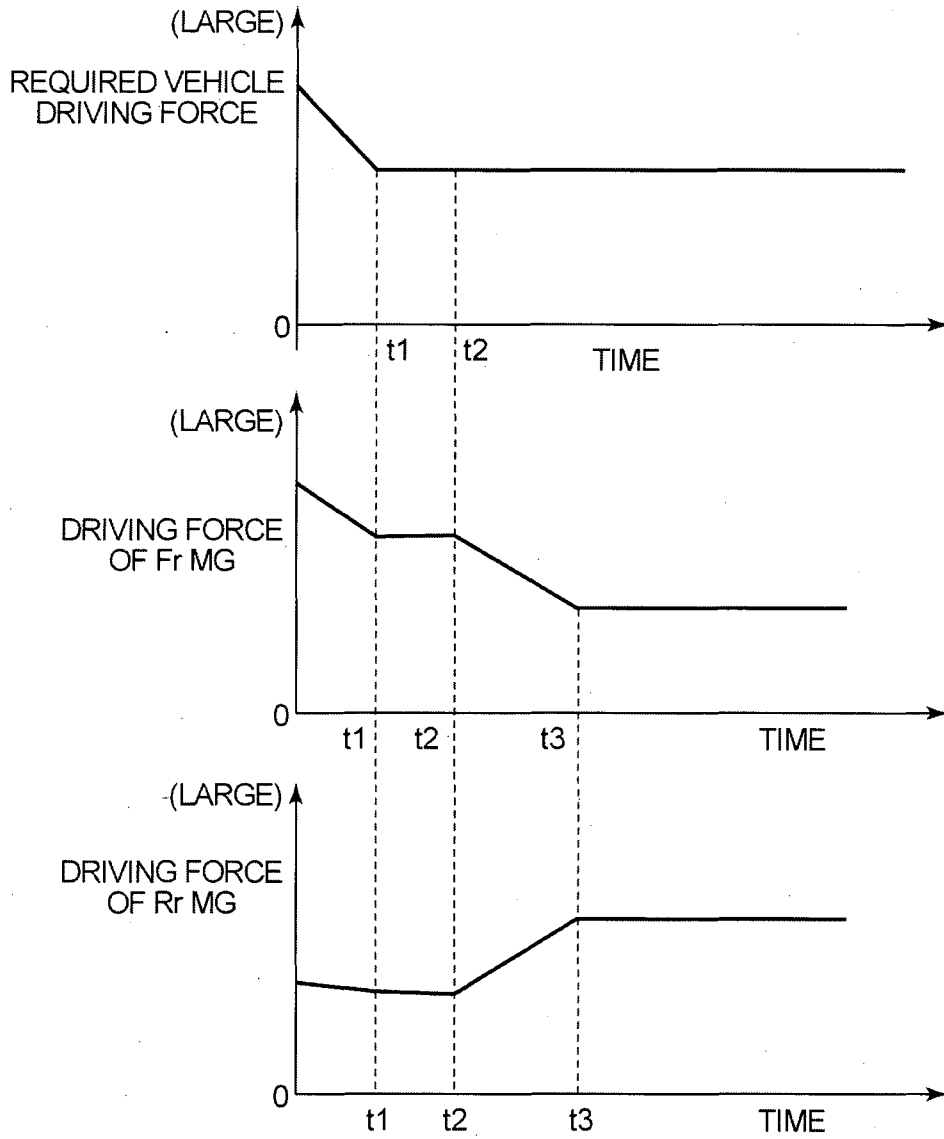 (LARGE)
REQUIRED VEHICLE
DRIVING FORCE
0
t1 t2
TIME
(LARGE)
DRIVING FORCE
OF Fr MG
0
t1 t2 t3 TIME
(LARGE)
DRIVING FORCE
OF Rr MG
0
t1 t2 t3 TIME